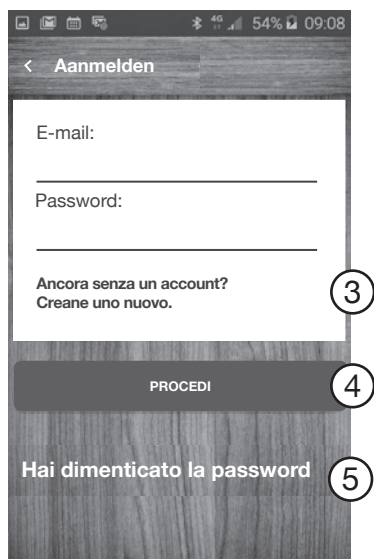 54% 09:08
< Aanmelden
E-mail:
Password:
Ancora senza un account?
Creane uno nuovo.
3
PROCEDI
4
Hai dimenticato la password
5